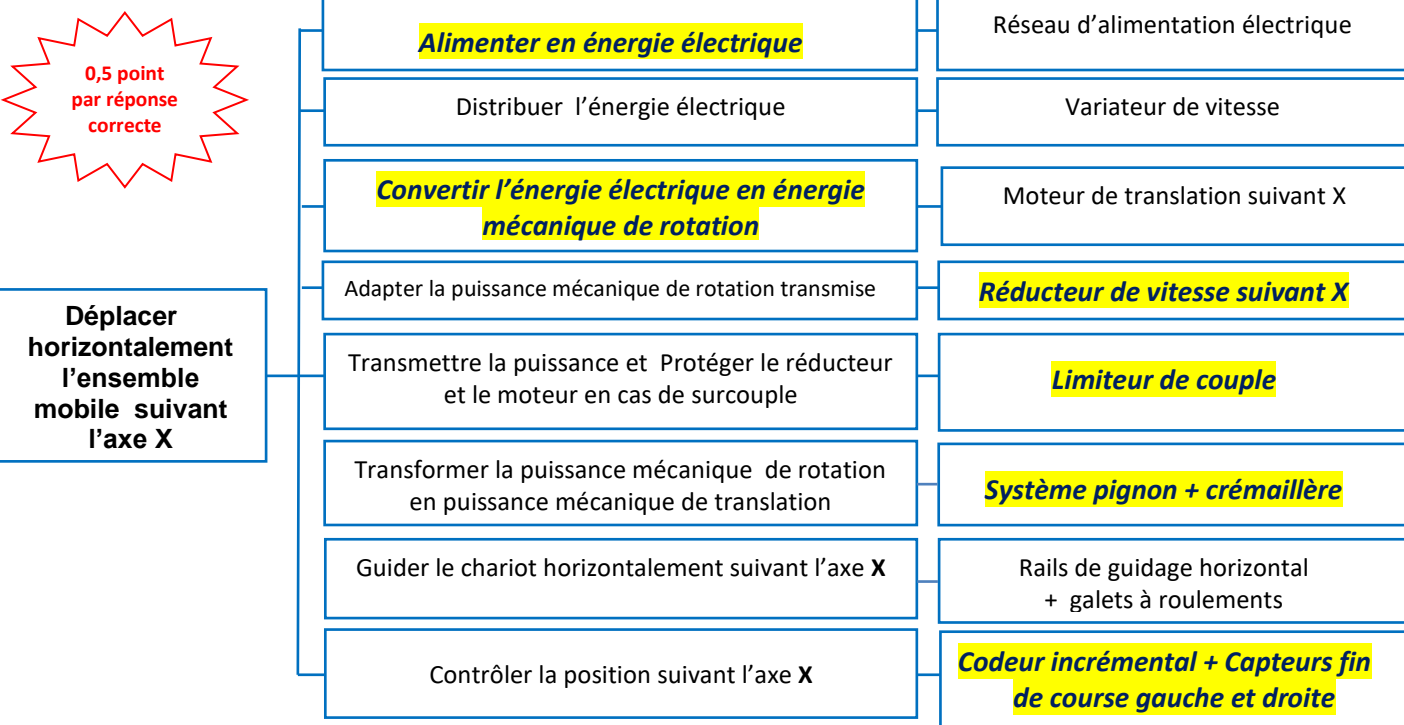 0,5 point
par réponse
correcte
Déplacer
horizontalement
l’ensemble
mobile suivant
l’axe X
Alimenter en énergie électrique
Réseau d’alimentation électrique
Distribuer l’énergie électrique
Variateur de vitesse
Convertir l’énergie électrique en énergie
mécanique de rotation
Moteur de translation suivant X
Adapter la puissance mécanique de rotation transmise
Réducteur de vitesse suivant X
Transmettre la puissance et Protéger le réducteur
et le moteur en cas de surcouple
Limiteur de couple
Transformer la puissance mécanique de rotation
en puissance mécanique de translation
Système pignon + crémaillère
Guider le chariot horizontalement suivant l’axe X
Rails de guidage horizontal
+ galets à roulements
Contrôler la position suivant l’axe X
Codeur incrémental + Capteurs fin
de course gauche et droite